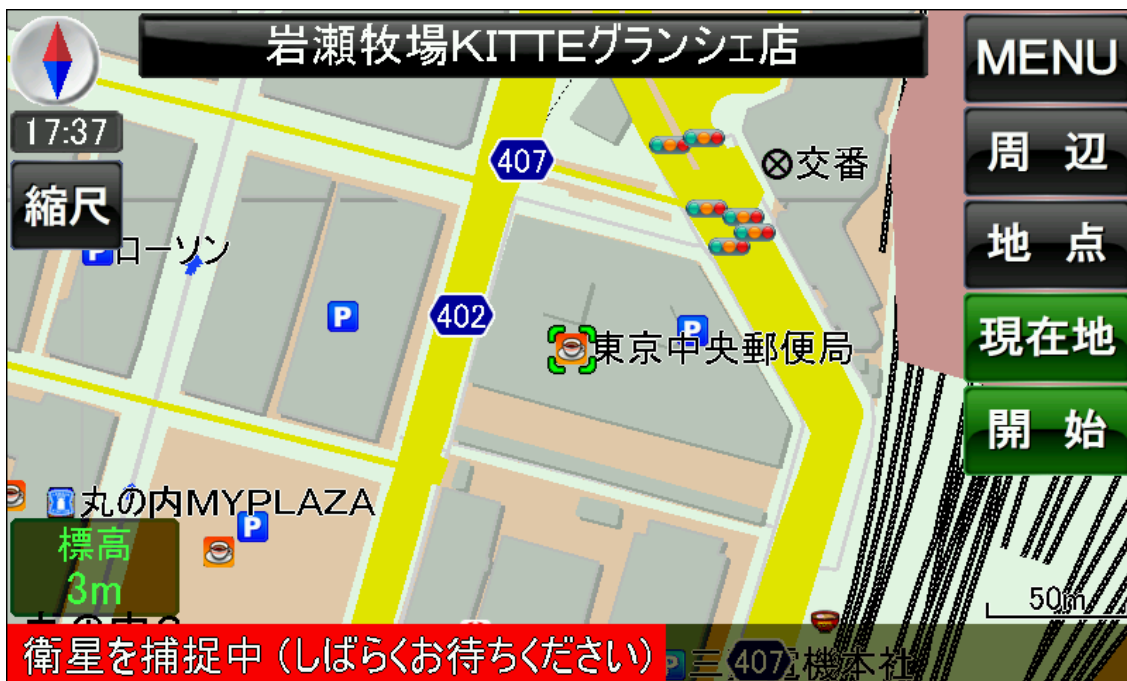 岩瀬牧場KITTEグランシェ店
MENU
17:37
407
交番
周 辺
縮尺
地 点
P ローソン
P
402
東京中央郵便局
P
現在地
開 始
丸の内MYPLAZA
P
標高
3m
50m
衛星を捕捉中（しばらくお待ちください）
P
407